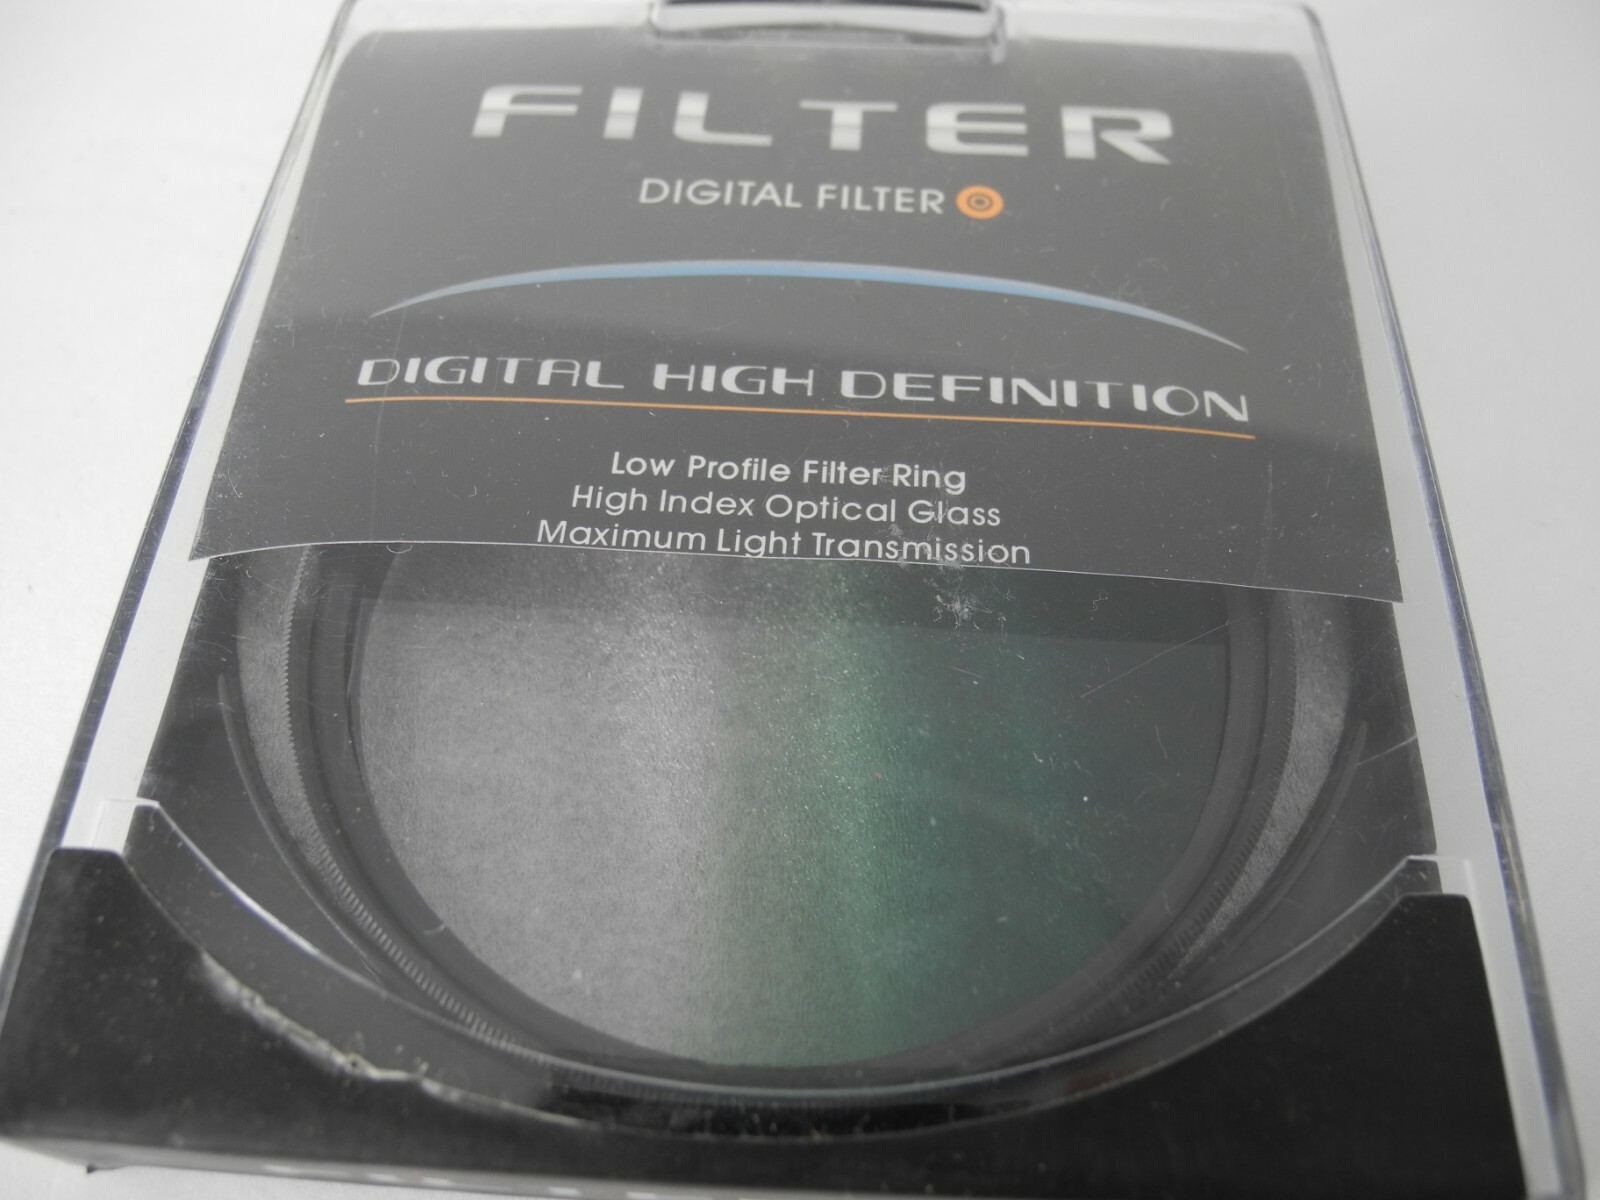 FILTER
DIGITAL FILTER
DIGITAL HIGH DEFINITION
Low Profile Filter Ring
High Index Optical Glass
Maximum Light Transmission